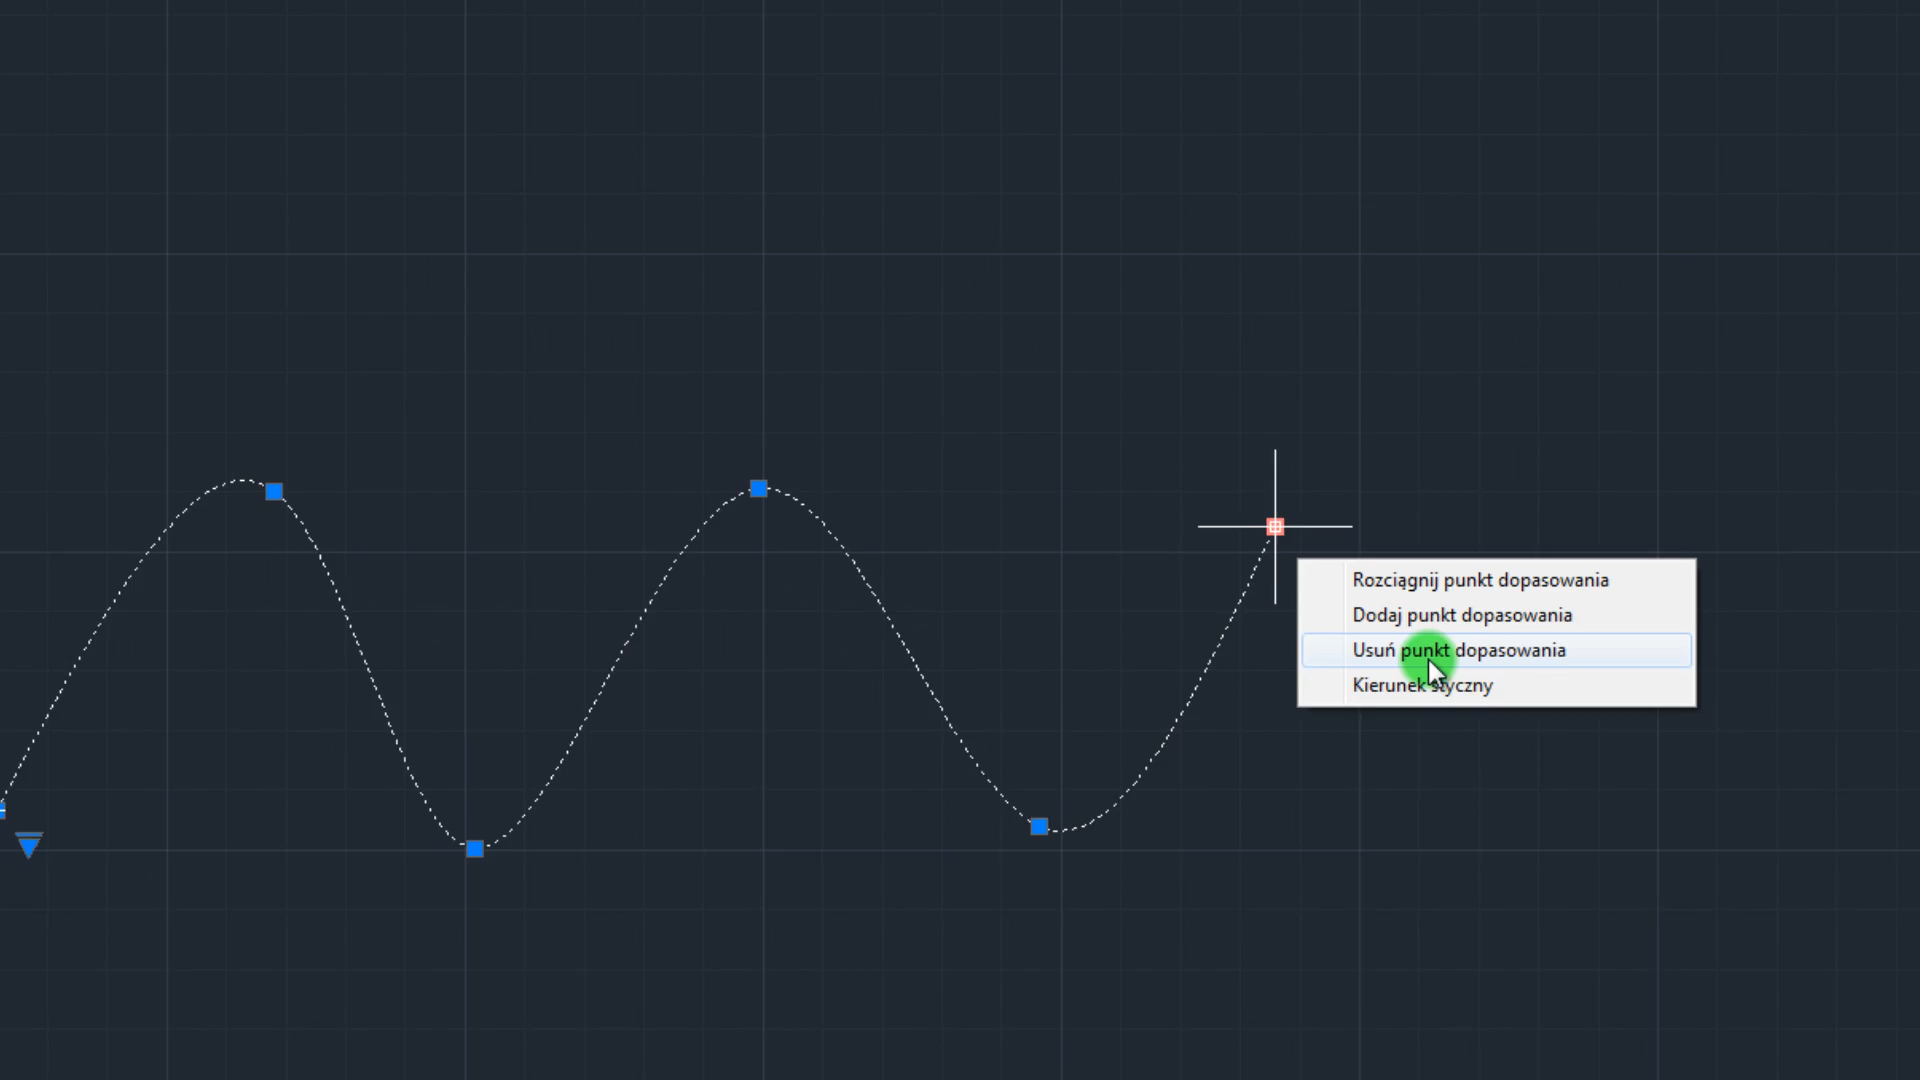 Rozciągnij punkt dopasowania
Dodaj punkt dopasowania
Usuń punkt dopasowania
Kierunek styczny